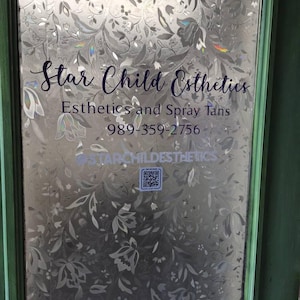 Star Child Esthetics
Esthetics and Spray Tans
989-359-2756
@STARCHILDESTHETICS